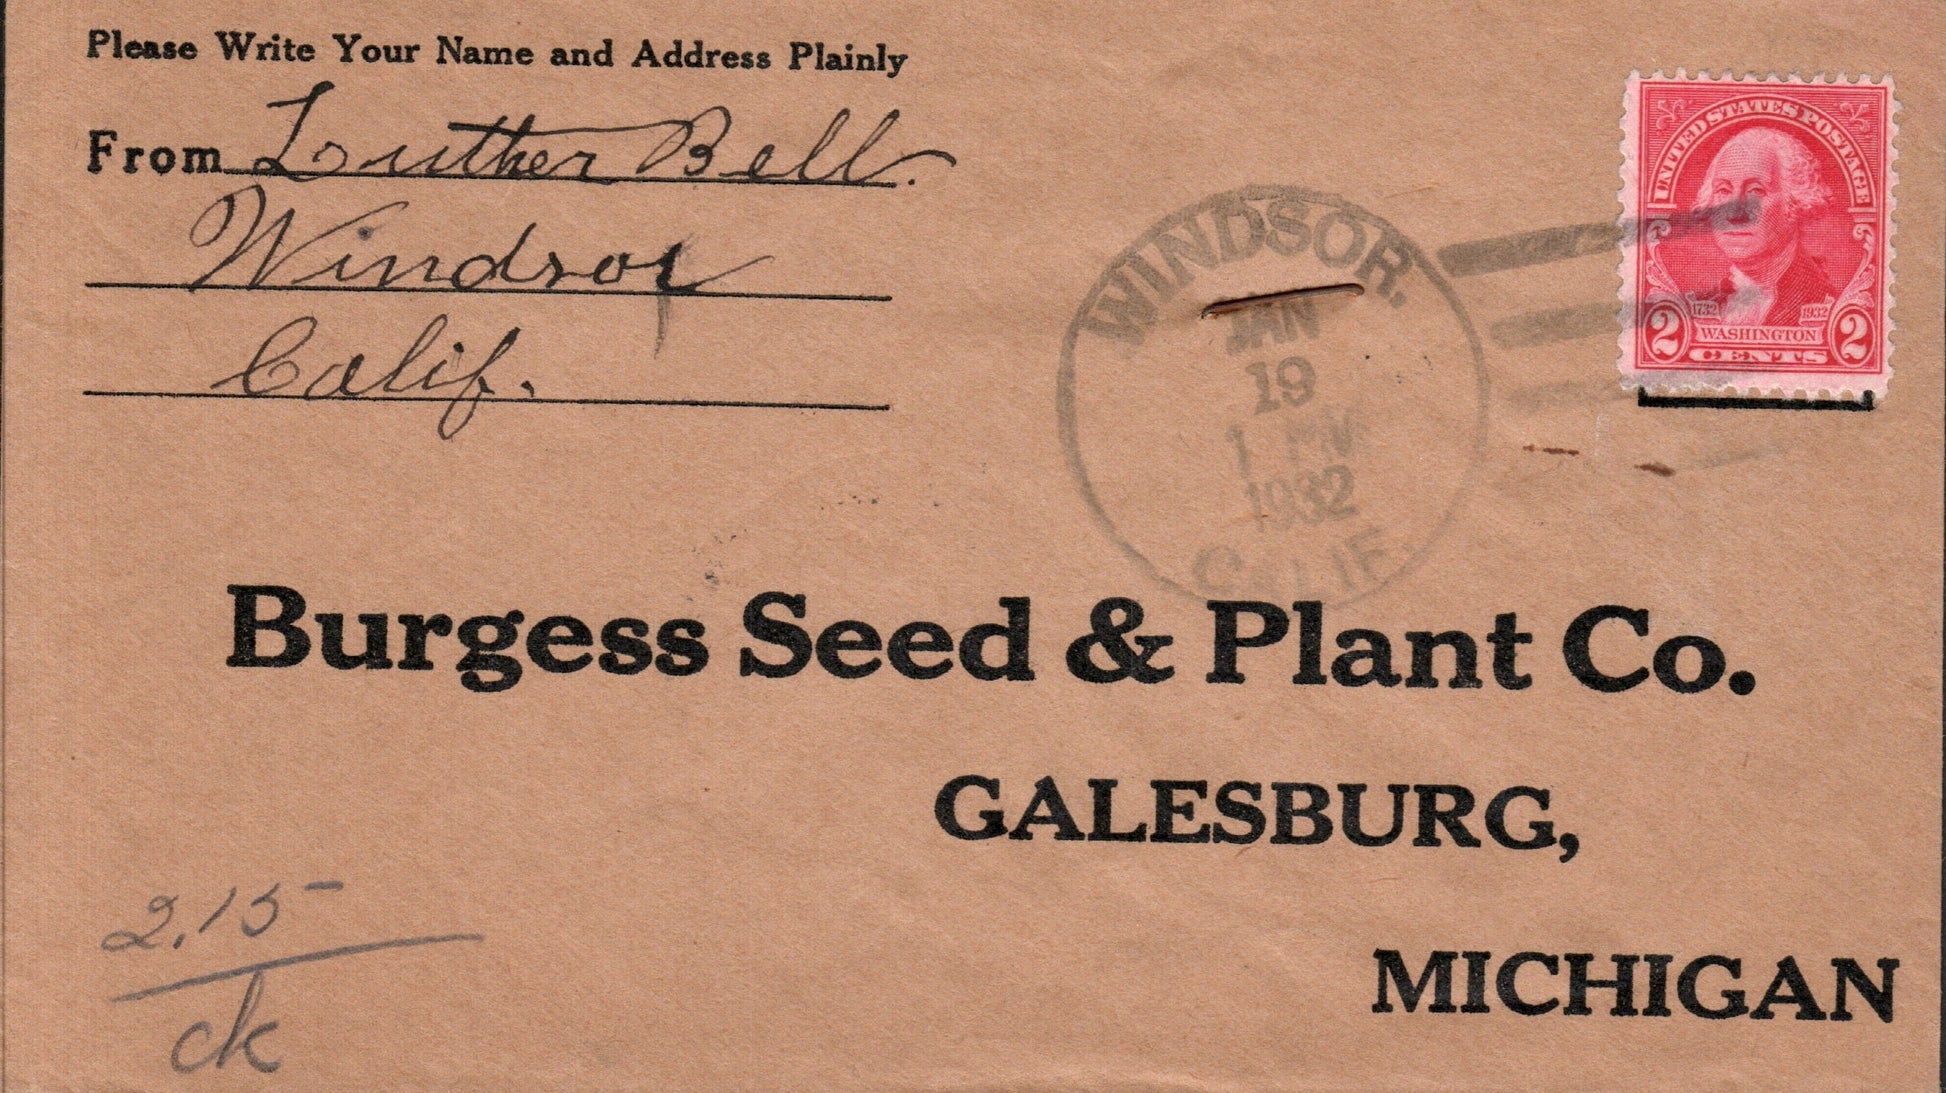 Please Write Your Name and Address Plainly
From Luther Bell.
Windsor
Calif.
WINDSOR.
JAN
19
1 PM
1932
CALIF.
UNITED STATES POSTAGE
1732 1932
2 WASHINGTON 2
CENTS
Burgess Seed & Plant Co.
GALESBURG,
MICHIGAN
2.15
ck